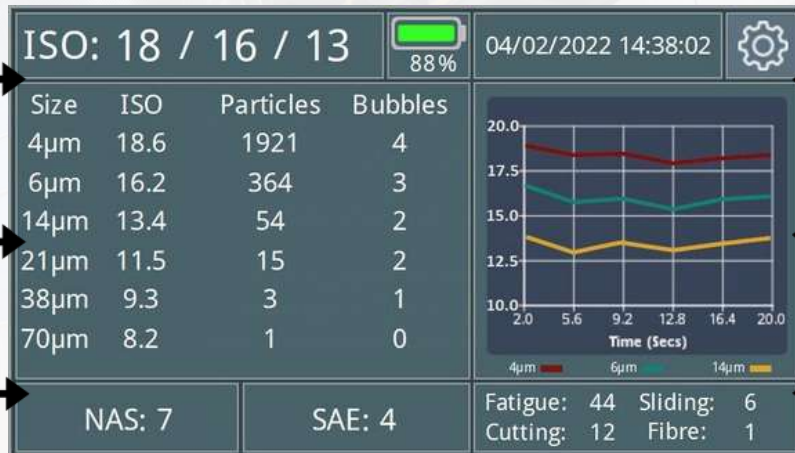 ISO: 18 / 16 / 13
88%
04/02/2022 14:38:02
Size ISO Particles Bubbles
4µm 18.6 1921 4
6µm 16.2 364 3
14µm 13.4 54 2
21µm 11.5 15 2
38µm 9.3 3 1
70µm 8.2 1 0
20.0
17.5
15.0
12.5
10.0
2.0 5.6 9.2 12.8 16.4 20.0
Time (Secs)
4µm 6µm 14µm
NAS: 7
SAE: 4
Fatigue: 44 Sliding: 6
Cutting: 12 Fibre: 1